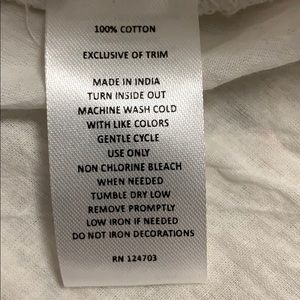 100% COTTON
EXCLUSIVE OF TRIM
MADE IN INDIA
TURN INSIDE OUT
MACHINE WASH COLD
WITH LIKE COLORS
GENTLE CYCLE
USE ONLY
NON CHLORINE BLEACH
WHEN NEEDED
TUMBLE DRY LOW
REMOVE PROMPTLY
LOW IRON IF NEEDED
DO NOT IRON DECORATIONS
RN 124703